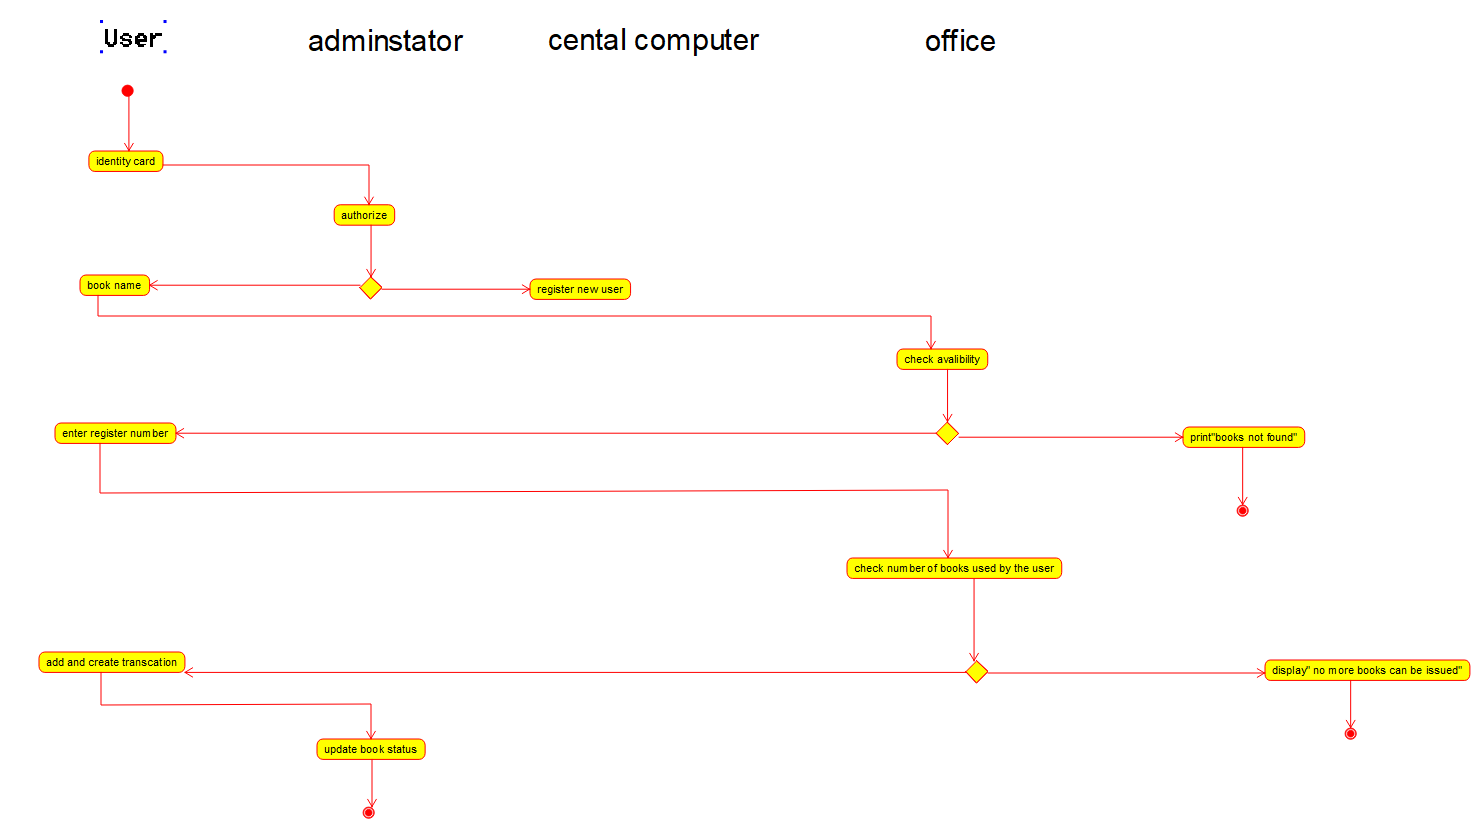 User
adminstator
cental computer
office
identity card
authorize
book name
register new user
check avalibility
enter register number
print"books not found"
check number of books used by the user
add and create transcation
display" no more books can be issued"
update book status